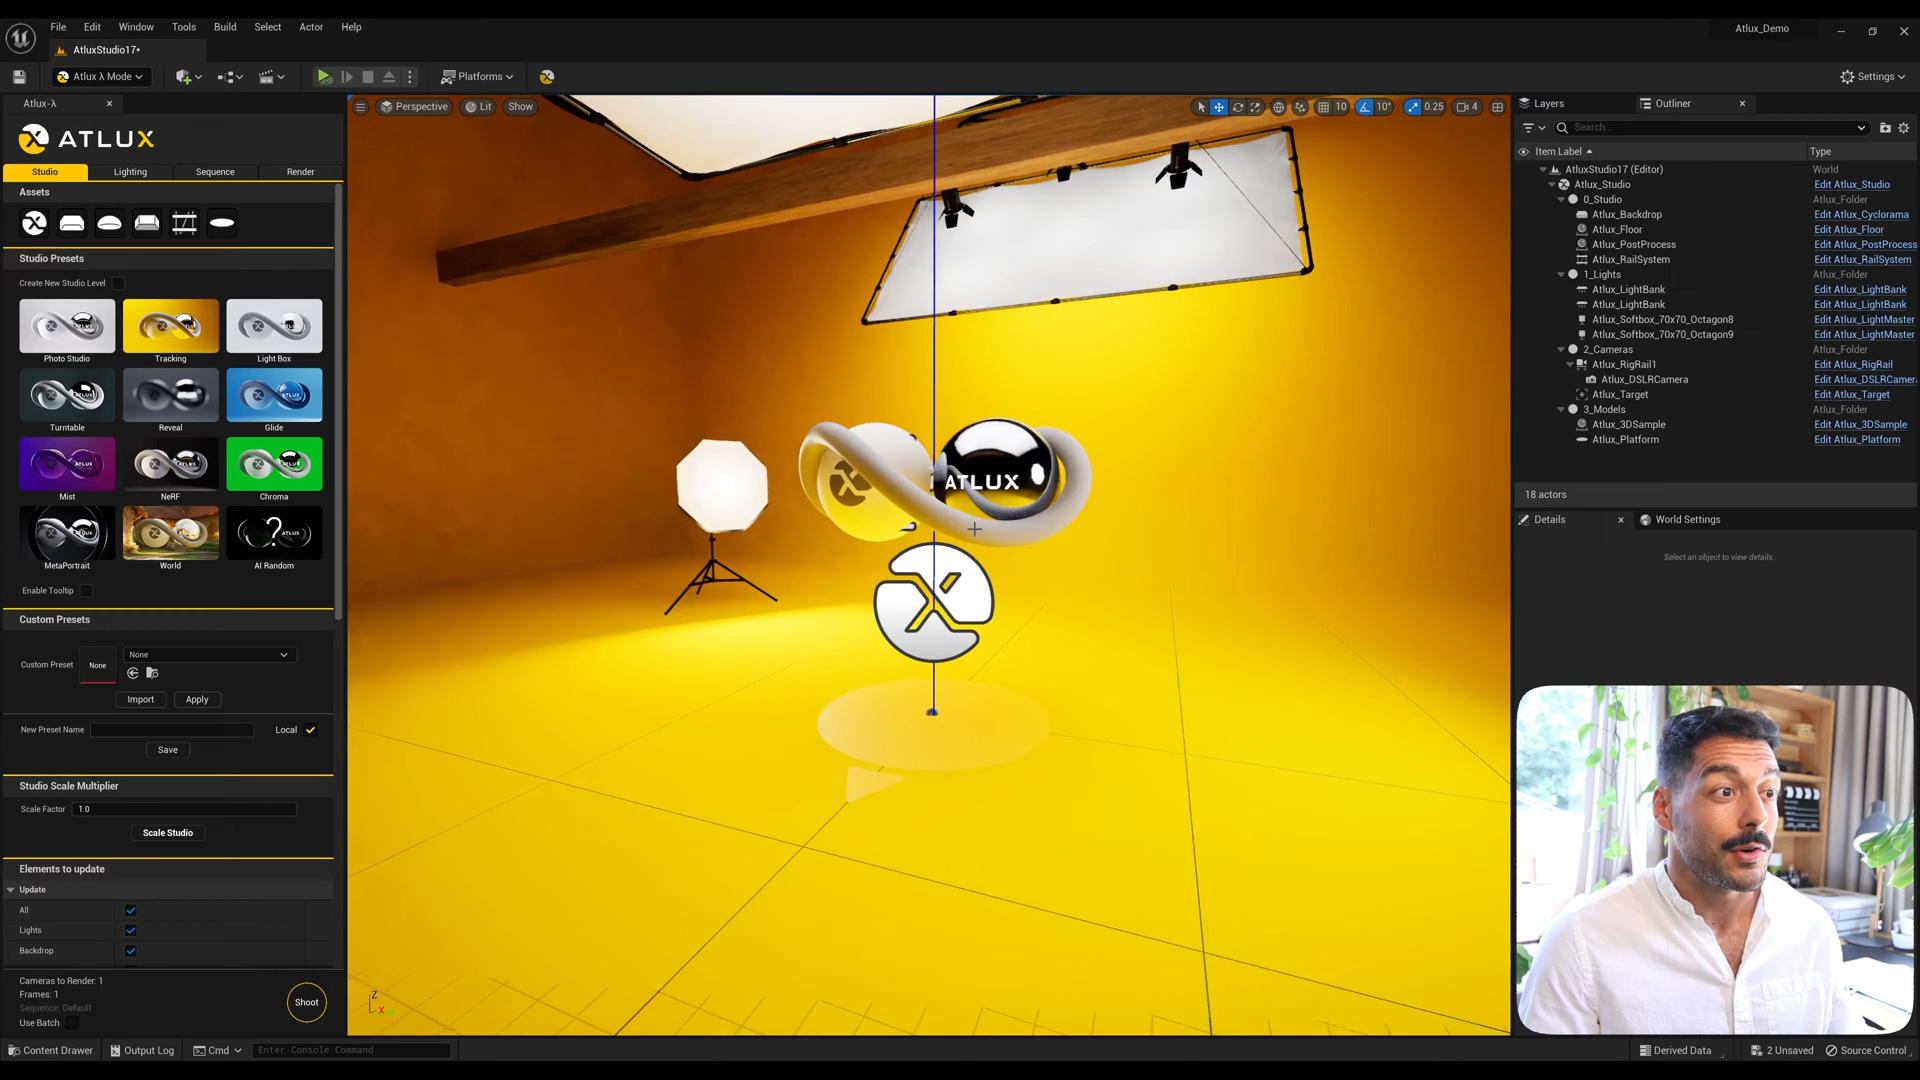 File Edit Window Tools Build Select Actor Help
Atlux_Demo
AtluxStudio17*
Atlux λ Mode
Platforms
Settings
Atlux-λ
ATLUX
Studio Lighting Sequence Render
Assets
Studio Presets
Create New Studio Level
Photo Studio Tracking Light Box
Turntable Reveal Glide
Mist NeRF Chroma
MetaPortrait World AI Random
Enable Tooltip
Custom Presets
Custom Preset None None
Import Apply
New Preset Name Local
Save
Studio Scale Multiplier
Scale Factor 1.0
Scale Studio
Elements to update
Update
All
Lights
Backdrop
Cameras to Render: 1
Frames: 1
Sequence: Default
Use Batch
Shoot
Perspective Lit Show
10 10° 0.25 4
ATLUX
Z
X
Layers Outliner
Search...
Item Label Type
AtluxStudio17 (Editor) World
Atlux_Studio Edit Atlux_Studio
0_Studio Atlux_Folder
Atlux_Backdrop Edit Atlux_Cyclorama
Atlux_Floor Edit Atlux_Floor
Atlux_PostProcess Edit Atlux_PostProcess
Atlux_RailSystem Edit Atlux_RailSystem
1_Lights Atlux_Folder
Atlux_LightBank Edit Atlux_LightBank
Atlux_LightBank Edit Atlux_LightBank
Atlux_Softbox_70x70_Octagon8 Edit Atlux_LightMaster
Atlux_Softbox_70x70_Octagon9 Edit Atlux_LightMaster
2_Cameras Atlux_Folder
Atlux_RigRail1 Edit Atlux_RigRail
Atlux_DSLRCamera Edit Atlux_DSLRCamera
Atlux_Target Edit Atlux_Target
3_Models Atlux_Folder
Atlux_3DSample Edit Atlux_3DSample
Atlux_Platform Edit Atlux_Platform
18 actors
Details World Settings
Select an object to view details.
Content Drawer Output Log Cmd Enter Console Command
Derived Data 2 Unsaved Source Control